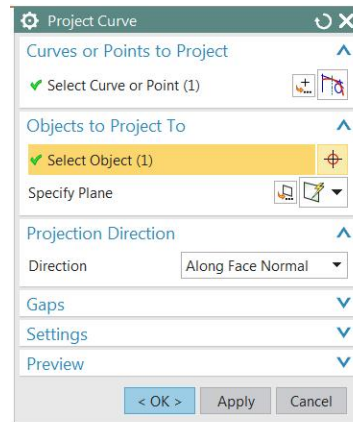 Project Curve
Curves or Points to Project
Select Curve or Point (1)
Objects to Project To
Select Object (1)
Specify Plane
Projection Direction
Direction Along Face Normal
Gaps
Settings
Preview
< OK > Apply Cancel